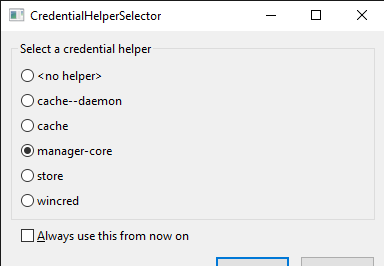 CredentialHelperSelector
Select a credential helper
<no helper>
cache--daemon
cache
manager-core
store
wincred
Always use this from now on